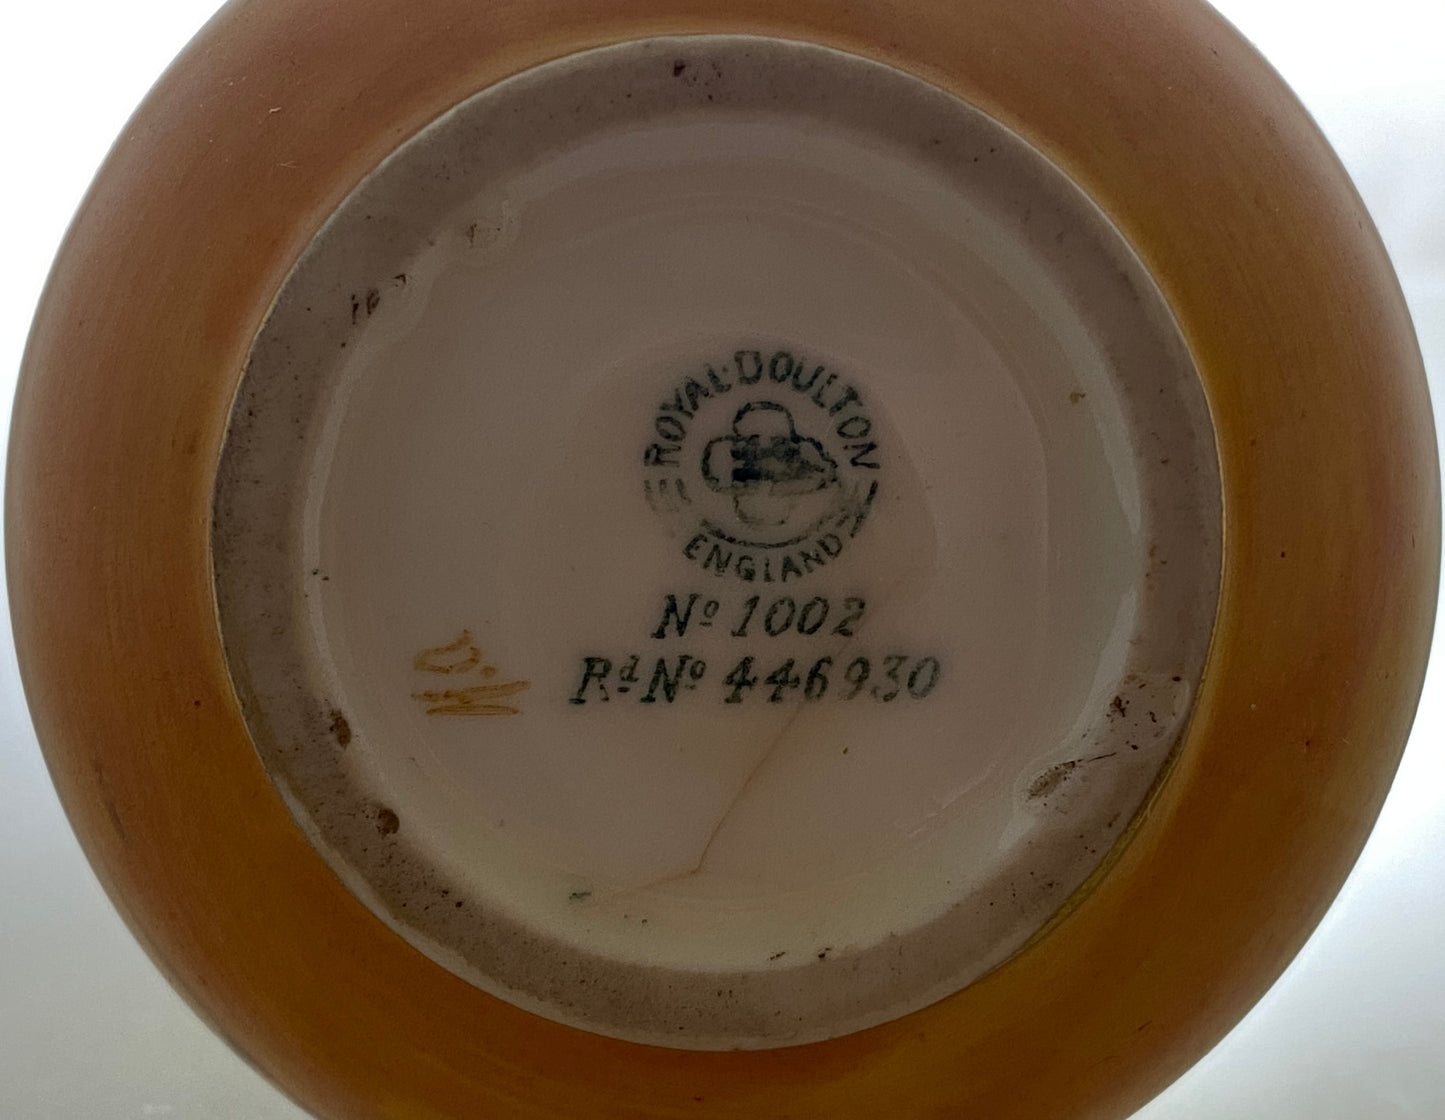 ROYAL DOULTON
ENGLAND
Nº 1002
Rᵈ Nº 446930
D.